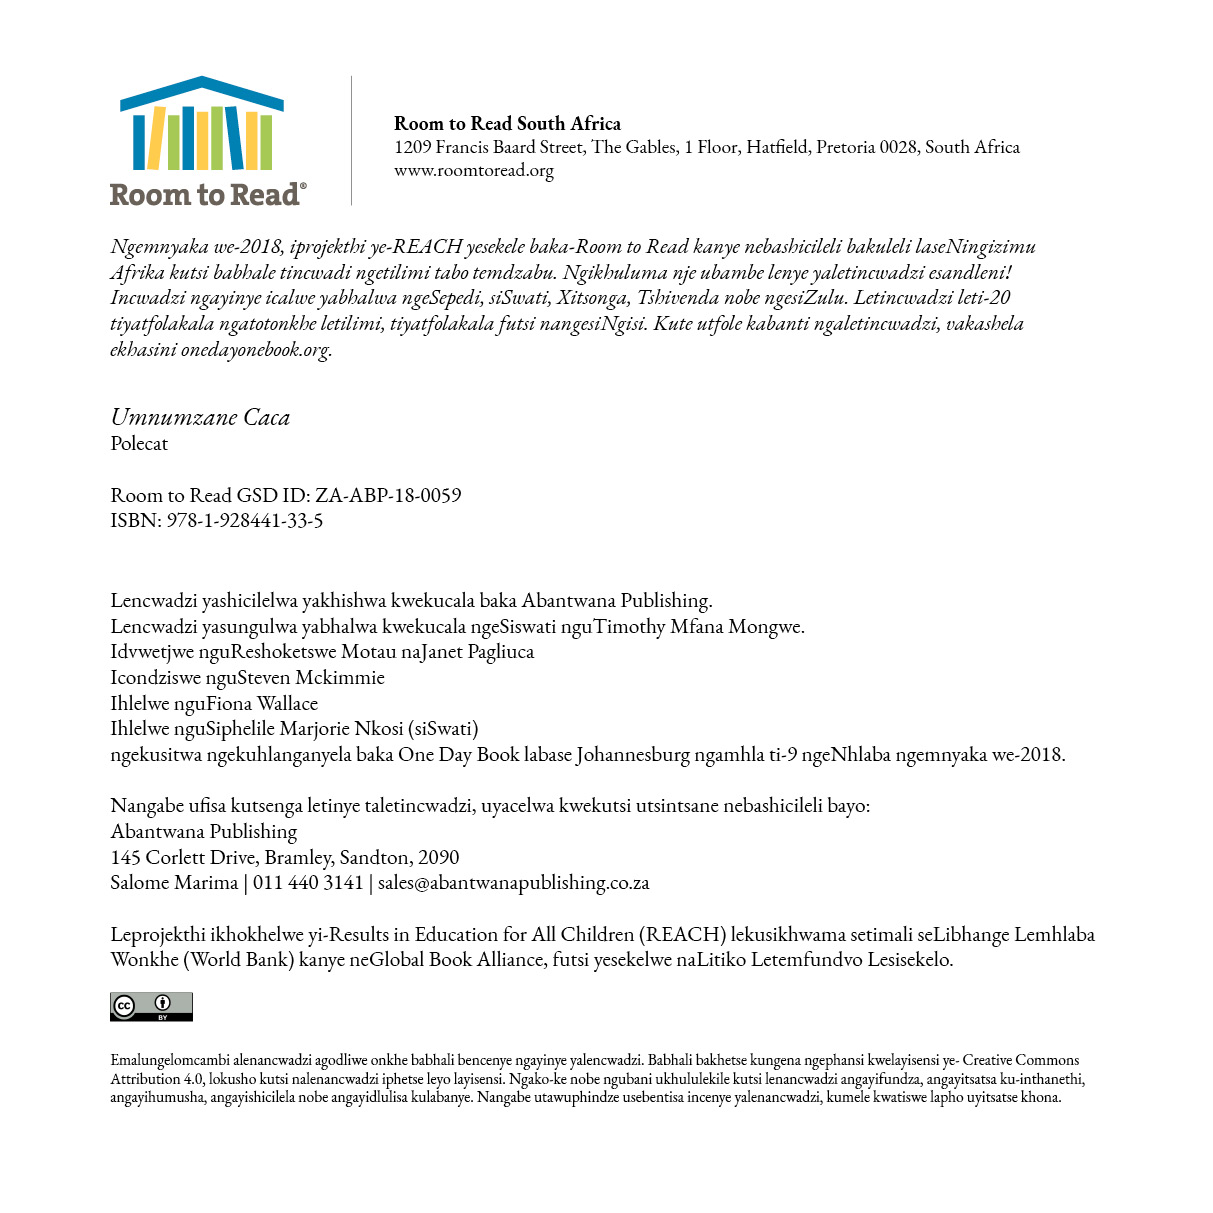 Room to Read®
Room to Read South Africa
1209 Francis Baard Street, The Gables, 1 Floor, Hatfield, Pretoria 0028, South Africa
www.roomtoread.org
Ngemnyaka we-2018, iprojekthi ye-REACH yesekele baka-Room to Read kanye nebashicileli bakuleli laseNingizimu
Afrika kutsi babhale tincwadi ngetilimi tabo temdzabu. Ngikhuluma nje ubambe lenye yaletincwadzi esandleni!
Incwadzi ngayinye icalwe yabhalwa ngeSepedi, siSwati, Xitsonga, Tshivenda nobe ngesiZulu. Letincwadzi leti-20
tiyatfolakala ngatotonkhe letilimi, tiyatfolakala futsi nangesiNgisi. Kute utfole kabanti ngaletincwadzi, vakashela
ekhasini onedayonebook.org.
Umnumzane Caca
Polecat
Room to Read GSD ID: ZA-ABP-18-0059
ISBN: 978-1-928441-33-5
Lencwadzi yashicilelwa yakhishwa kwekucala baka Abantwana Publishing.
Lencwadzi yasungulwa yabhalwa kwekucala ngeSiswati nguTimothy Mfana Mongwe.
Idvwetjwe nguReshoketswe Motau naJanet Pagliuca
Icondziswe nguSteven Mckimmie
Ihlelwe nguFiona Wallace
Ihlelwe nguSiphelile Marjorie Nkosi (siSwati)
ngekusitwa ngekuhlanganyela baka One Day Book labase Johannesburg ngamhla ti-9 ngeNhlaba ngemnyaka we-2018.
Nangabe ufisa kutsenga letinye taletincwadzi, uyacelwa kwekutsi utsintsane nebashicileli bayo:
Abantwana Publishing
145 Corlett Drive, Bramley, Sandton, 2090
Salome Marima | 011 440 3141 | sales@abantwanapublishing.co.za
Leprojekthi ikhokhelwe yi-Results in Education for All Children (REACH) lekusikhwama setimali seLibhange Lemhlaba
Wonkhe (World Bank) kanye neGlobal Book Alliance, futsi yesekelwe naLitiko Letemfundvo Lesisekelo.
cc BY
Emalungelomcambi alenancwadzi agodliwe onkhe babhali bencenye ngayinye yalencwadzi. Babhali bakhetse kungena ngephansi kwelayisensi ye- Creative Commons
Attribution 4.0, lokusho kutsi nalenancwadzi iphetse leyo layisensi. Ngako-ke nobe ngubani ukhululekile kutsi lenancwadzi angayifundza, angayitsatsa ku-inthanethi,
angayihumusha, angayishicilela nobe angayidlulisa kulabanye. Nangabe utawuphindze usebentisa incenye yalenancwadzi, kumele kwatiswe lapho uyitsatse khona.